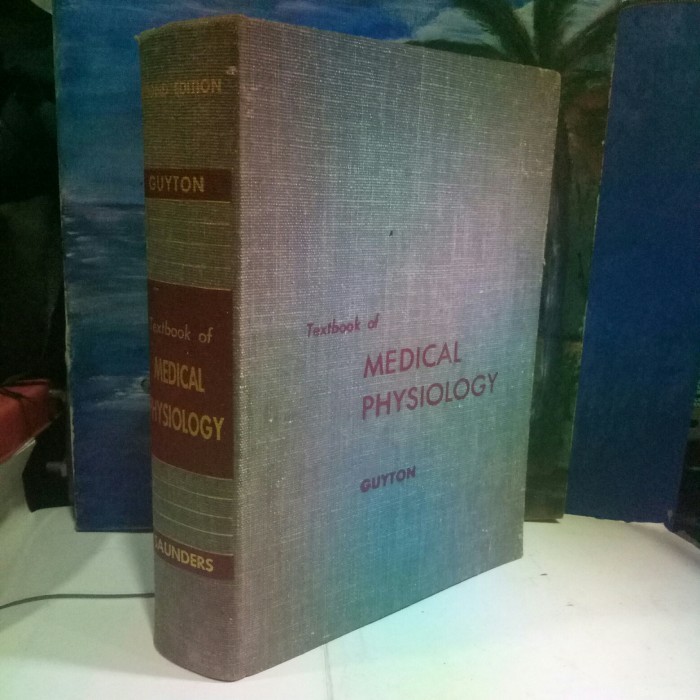 EDITION
GUYTON
Textbook of
MEDICAL
PHYSIOLOGY
SAUNDERS
Textbook of
MEDICAL
PHYSIOLOGY
GUYTON